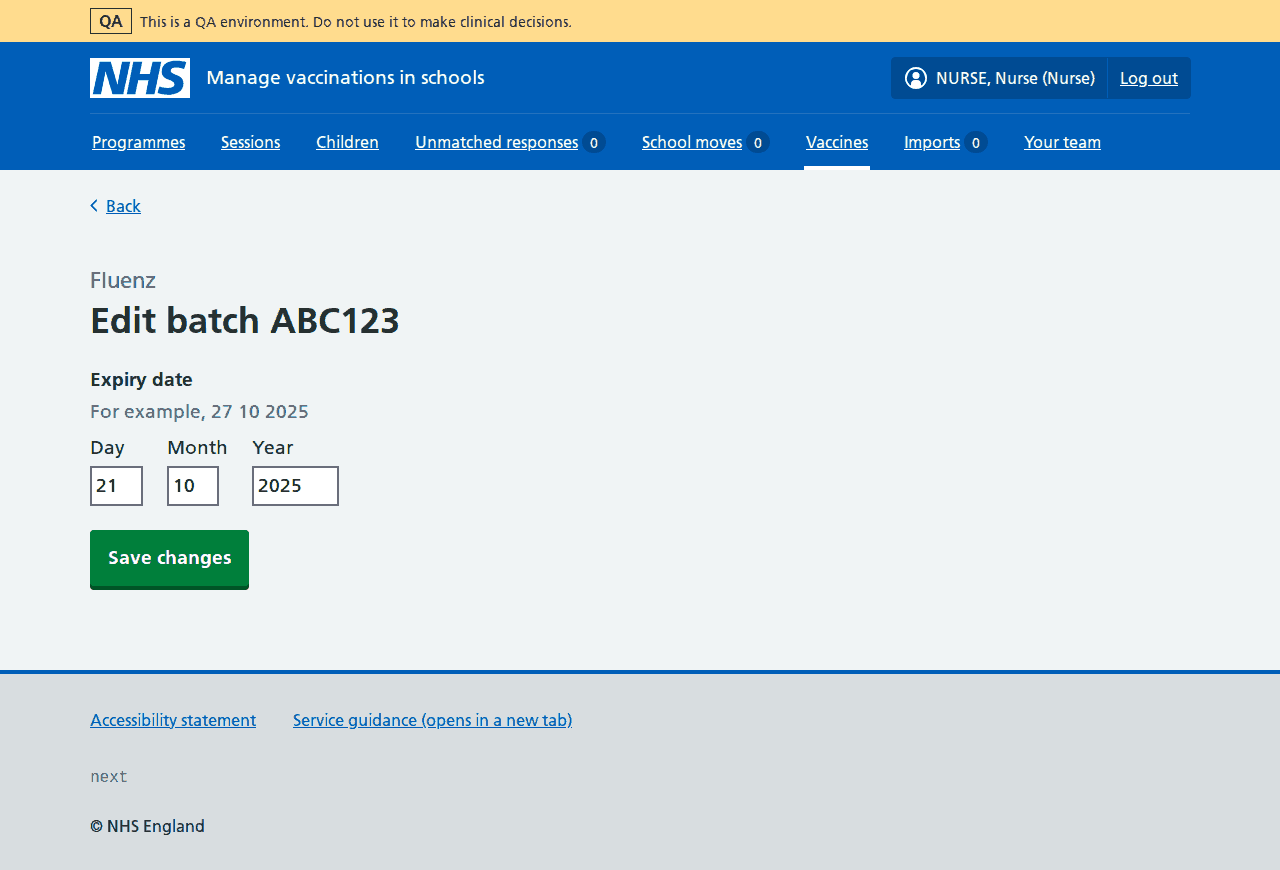 QA This is a QA environment. Do not use it to make clinical decisions.
NHS Manage vaccinations in schools NURSE, Nurse (Nurse) Log out
Programmes Sessions Children Unmatched responses 0 School moves 0 Vaccines Imports 0 Your team
Back
Fluenz
Edit batch ABC123
Expiry date
For example, 27 10 2025
Day Month Year
21 10 2025
Save changes
Accessibility statement Service guidance (opens in a new tab)
next
© NHS England